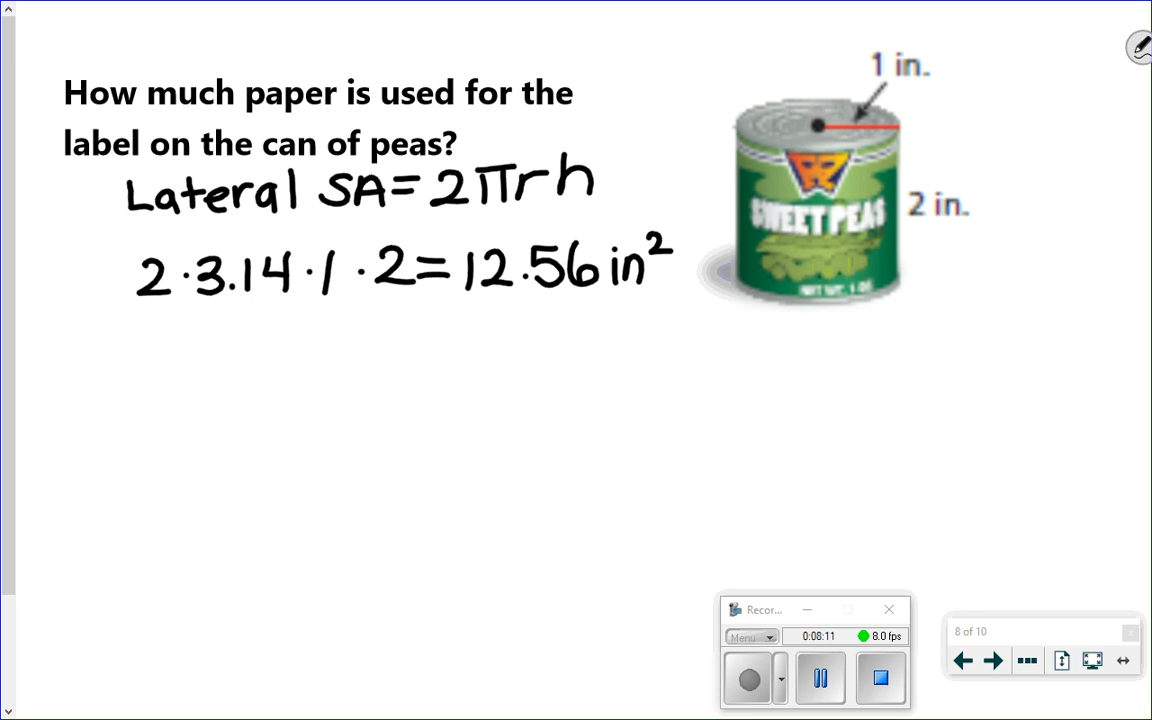 How much paper is used for the
label on the can of peas?
Lateral SA = 2πrh
2 · 3.14 · 1 · 2 = 12.56 in²
1 in.
2 in.
SWEET PEAS
Recor...
Menu
0:08:11
8.0 fps
8 of 10